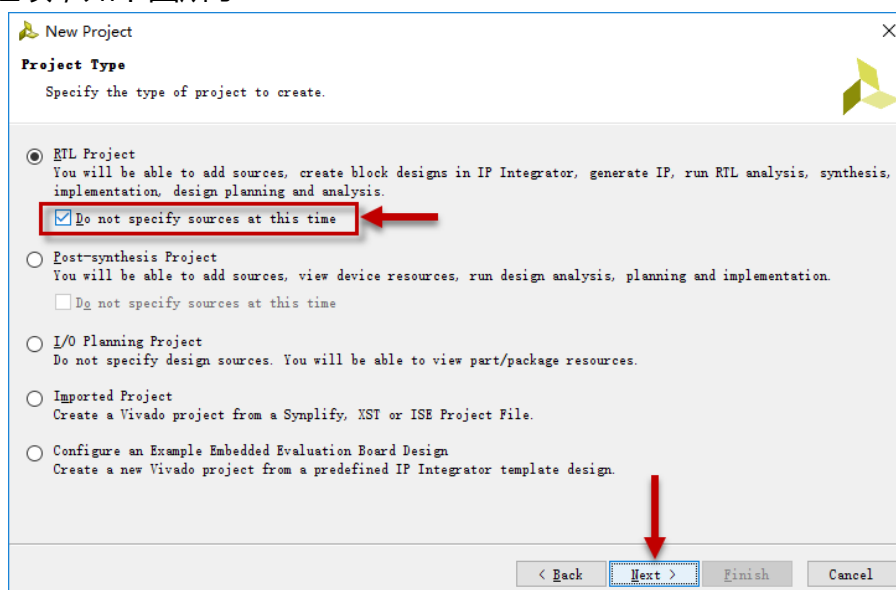 New Project
Project Type
Specify the type of project to create.
RTL Project
You will be able to add sources, create block designs in IP Integrator, generate IP, run RTL analysis, synthesis,
implementation, design planning and analysis.
Do not specify sources at this time
Post-synthesis Project
You will be able to add sources, view device resources, run design analysis, planning and implementation.
Do not specify sources at this time
I/O Planning Project
Do not specify design sources. You will be able to view part/package resources.
Imported Project
Create a Vivado project from a Synplify, XST or ISE Project File.
Configure an Example Embedded Evaluation Board Design
Create a new Vivado project from a predefined IP Integrator template design.
< Back Next > Finish Cancel